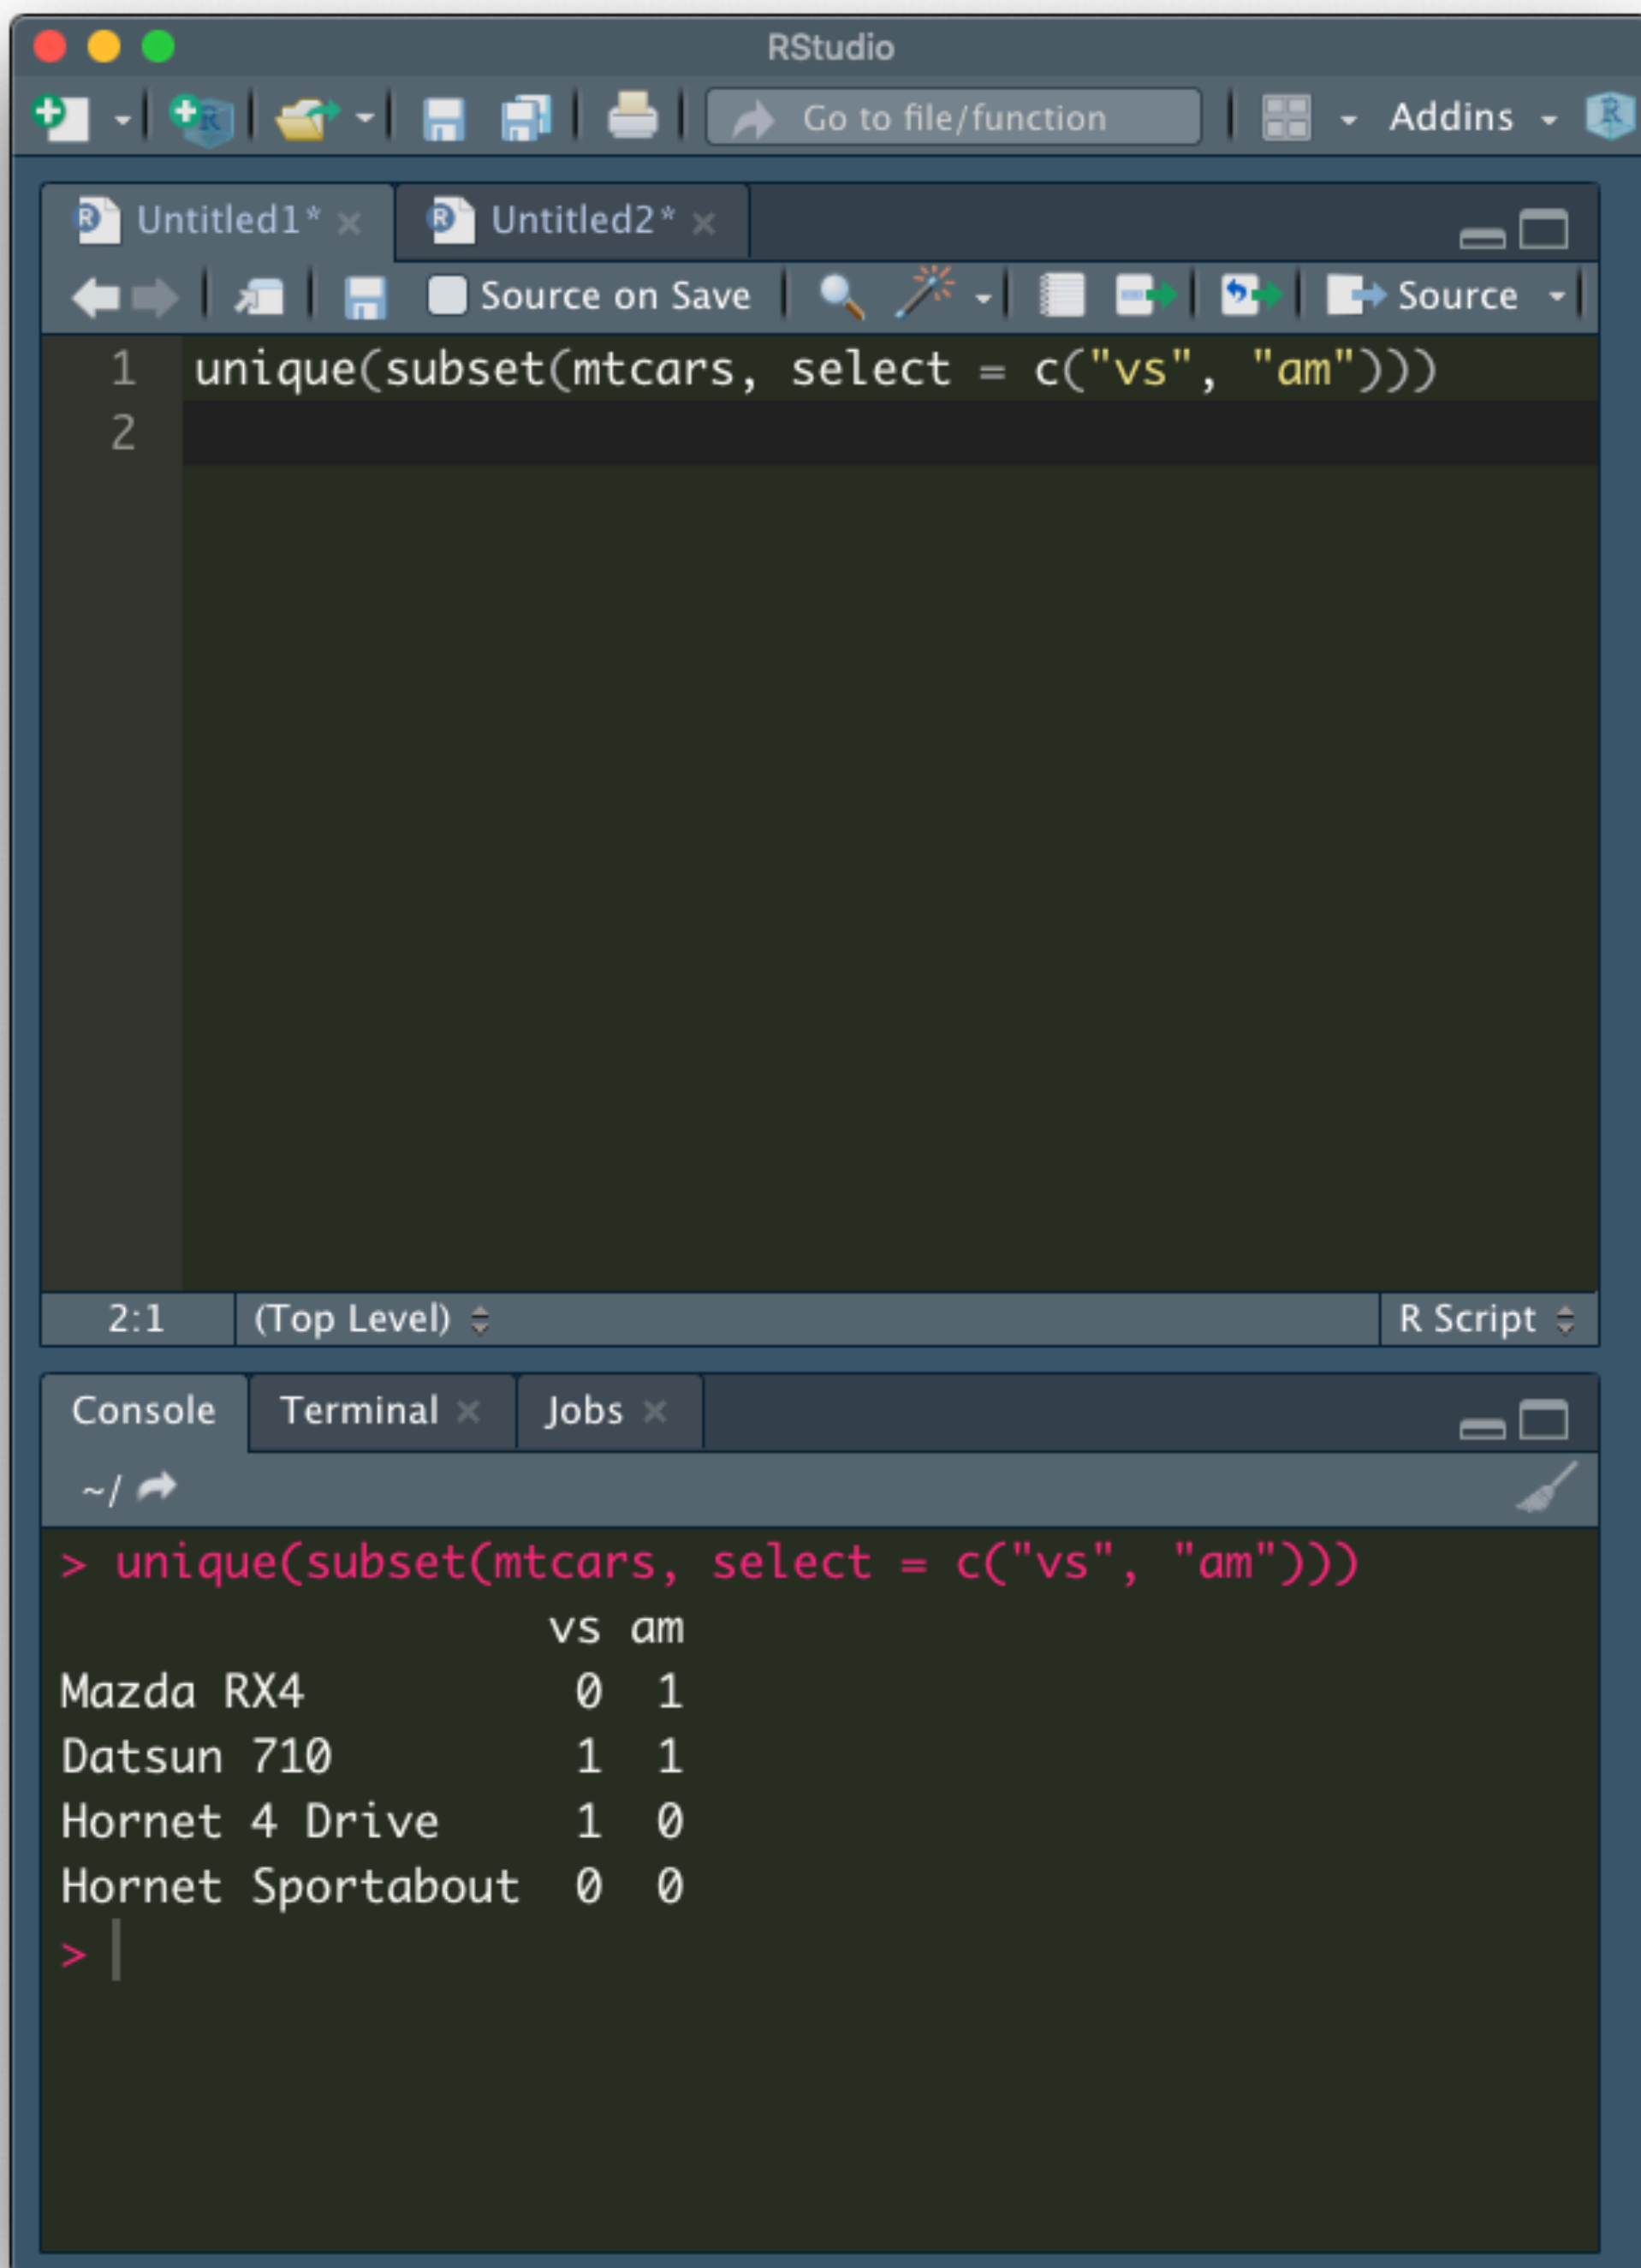 RStudio
Go to file/function Addins
Untitled1* Untitled2*
Source on Save Source
1 unique(subset(mtcars, select = c("vs", "am")))
2
2:1 (Top Level) R Script
Console Terminal Jobs
~/
> unique(subset(mtcars, select = c("vs", "am")))
vs am
Mazda RX4 0 1
Datsun 710 1 1
Hornet 4 Drive 1 0
Hornet Sportabout 0 0
>